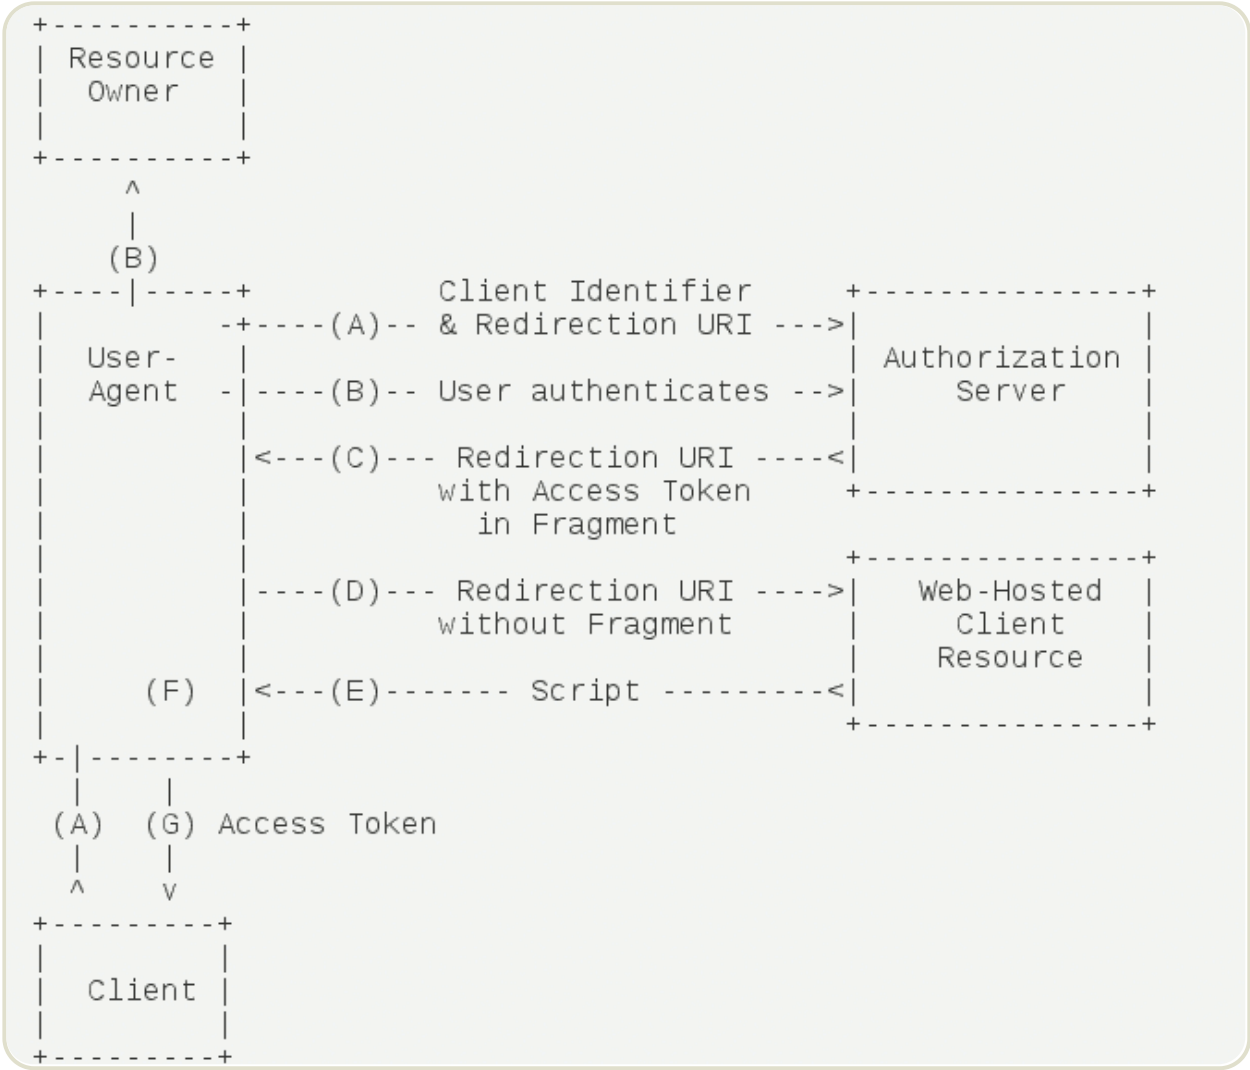 +----------+
| Resource |
|  Owner   |
|          |
+----------+
     ^
     |
    (B)
+----|-----+          Client Identifier     +---------------+
|         -+----(A)-- & Redirection URI --->|               |
|  User-   |                                | Authorization |
|  Agent  -|----(B)-- User authenticates -->|     Server    |
|          |                                |               |
|          |<---(C)--- Redirection URI ----<|               |
|          |          with Access Token     +---------------+
|          |            in Fragment
|          |                                +---------------+
|          |----(D)--- Redirection URI ---->|   Web-Hosted  |
|          |          without Fragment      |     Client    |
|          |                                |    Resource   |
|     (F)  |<---(E)------- Script ---------<|               |
|          |                                +---------------+
+-|--------+
  |    |
 (A)  (G) Access Token
  |    |
  ^    v
+---------+
|         |
|  Client |
|         |
+---------+